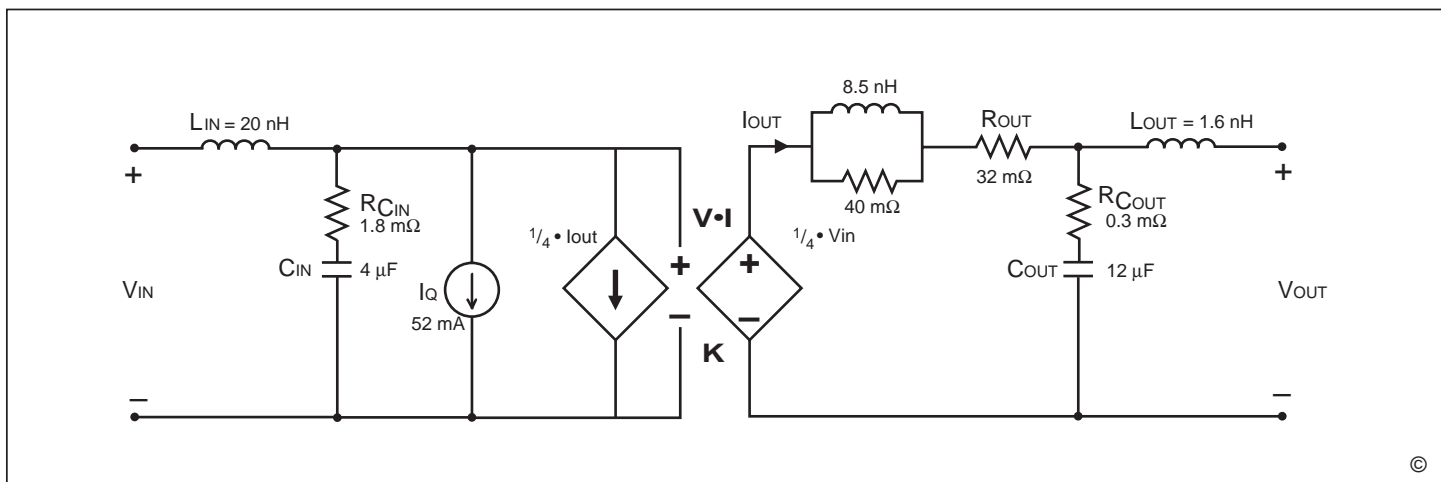 LIN = 20 nH
+
RCIN
1.8 mΩ
CIN
4 µF
VIN
–
IQ
52 mA
1/4 • Iout
+
–
V•I
K
1/4 • Vin
+
–
IOUT
8.5 nH
40 mΩ
ROUT
32 mΩ
LOUT = 1.6 nH
+
RCOUT
0.3 mΩ
COUT
12 µF
VOUT
–
©